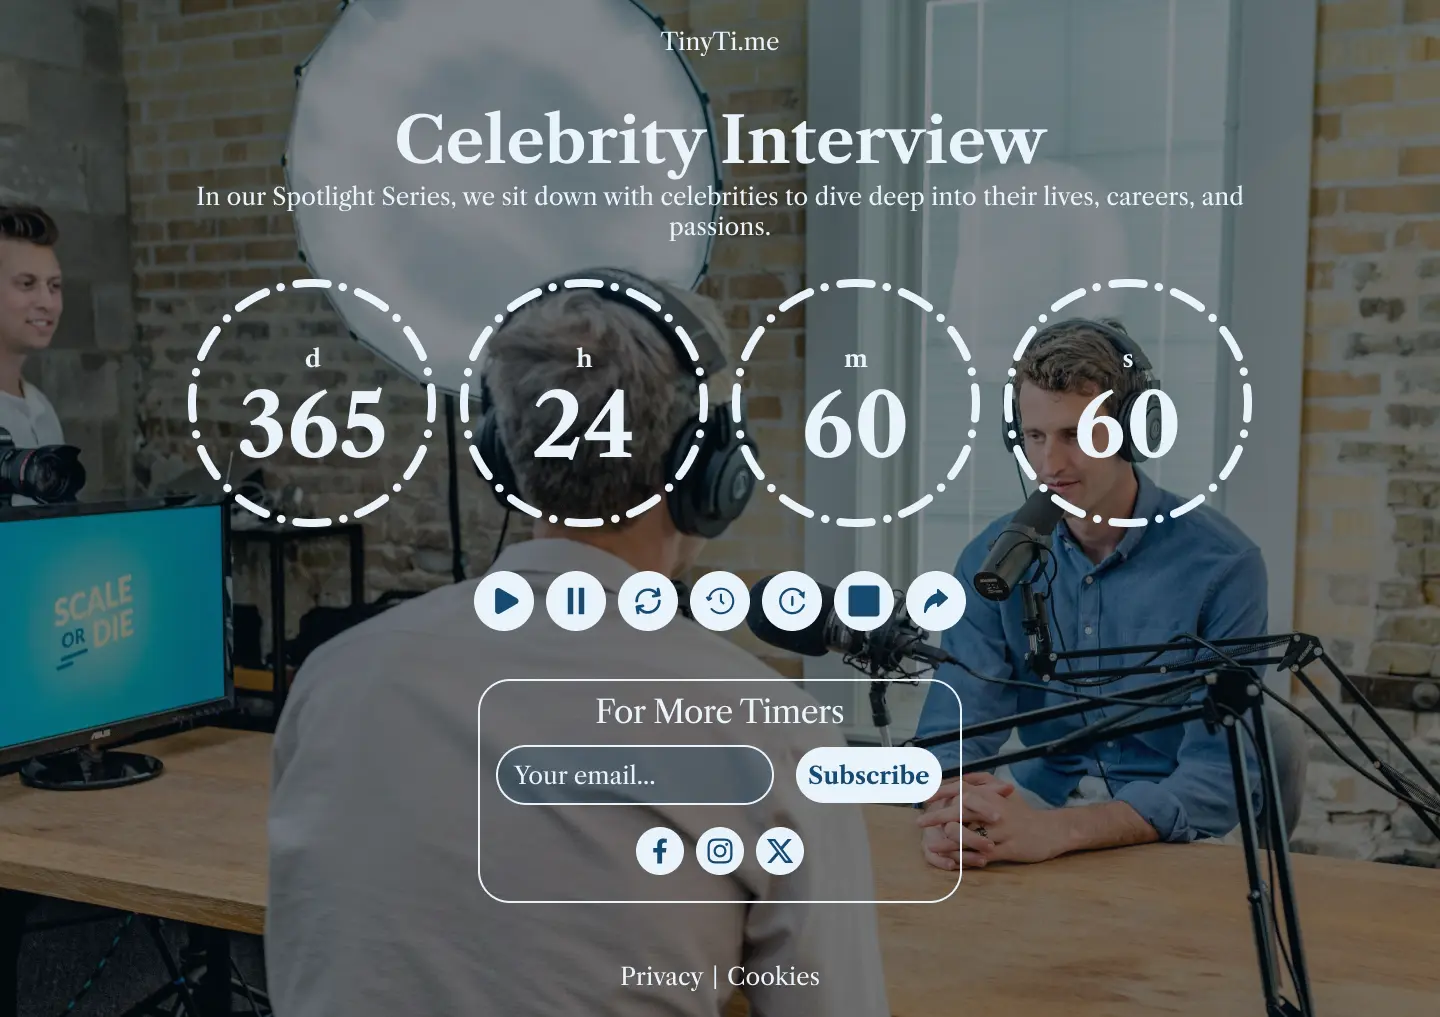 TinyTi.me
Celebrity Interview
In our Spotlight Series, we sit down with celebrities to dive deep into their lives, careers, and
passions.
d
365
h
24
m
60
s
60
SCALE
OR DIE
ASUS
For More Timers
Your email...
Subscribe
Privacy | Cookies